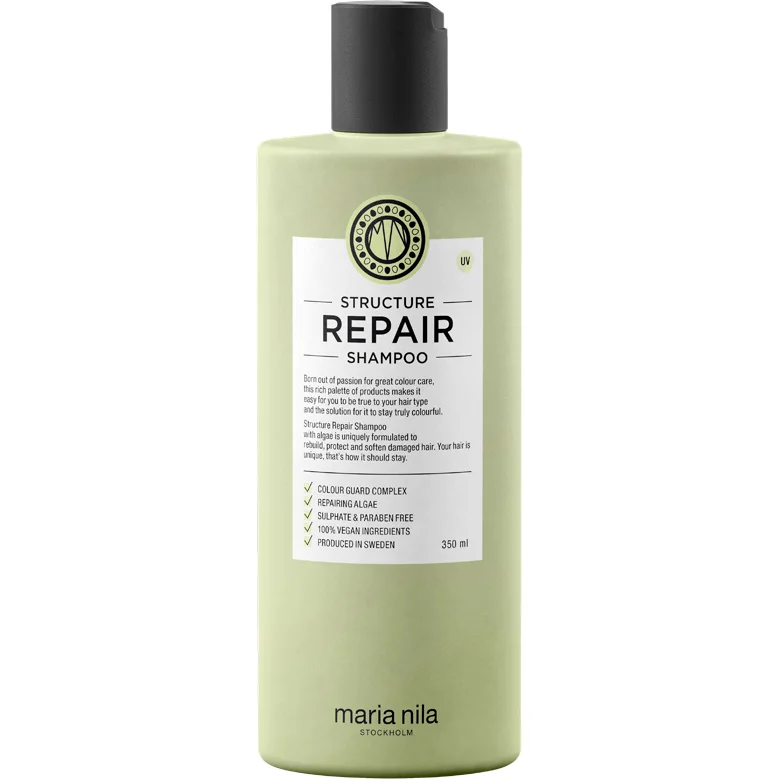 UV
STRUCTURE
REPAIR
SHAMPOO
Born out of passion for great colour care,
this rich palette of products makes it
easy for you to be true to your hair type
and the solution for it to stay truly colourful.
Structure Repair Shampoo
with algae is uniquely formulated to
rebuild, protect and soften damaged hair. Your hair is
unique, that's how it should stay.
COLOUR GUARD COMPLEX
REPAIRING ALGAE
SULPHATE & PARABEN FREE
100% VEGAN INGREDIENTS
PRODUCED IN SWEDEN 350 ml
maria nila
STOCKHOLM